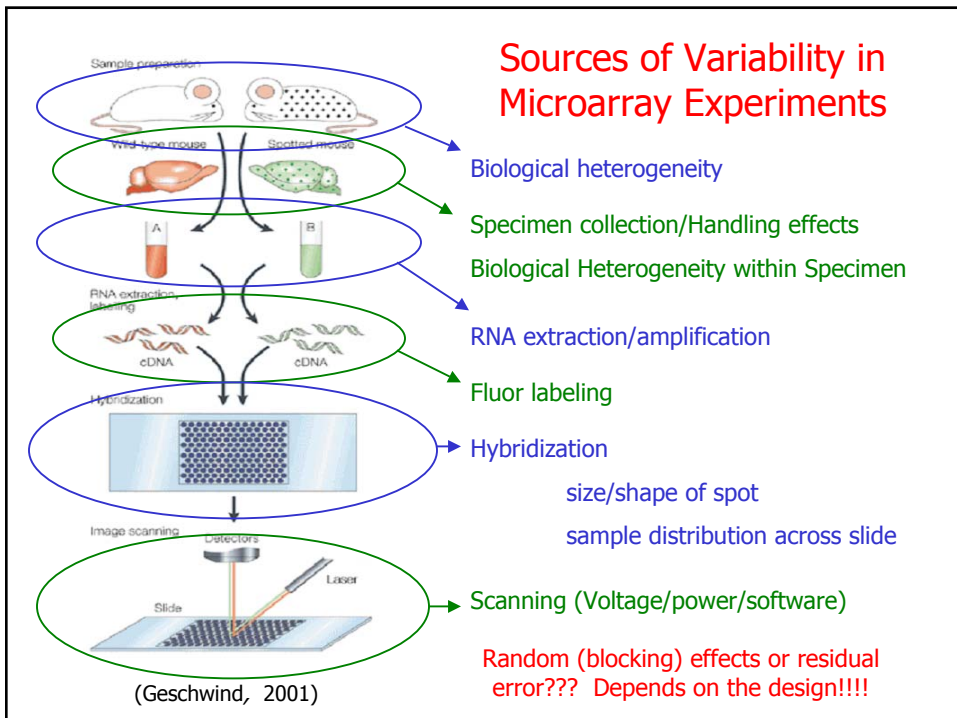 Sources of Variability in
Microarray Experiments
Sample preparation
Wild-type mouse
Spotted mouse
Biological heterogeneity
Specimen collection/Handling effects
Biological Heterogeneity within Specimen
A
B
RNA extraction,
labeling
RNA extraction/amplification
cDNA
cDNA
Fluor labeling
Hybridization
Hybridization
size/shape of spot
sample distribution across slide
Image scanning
Detectors
Laser
Slide
Scanning (Voltage/power/software)
Random (blocking) effects or residual
error??? Depends on the design!!!!
(Geschwind, 2001)